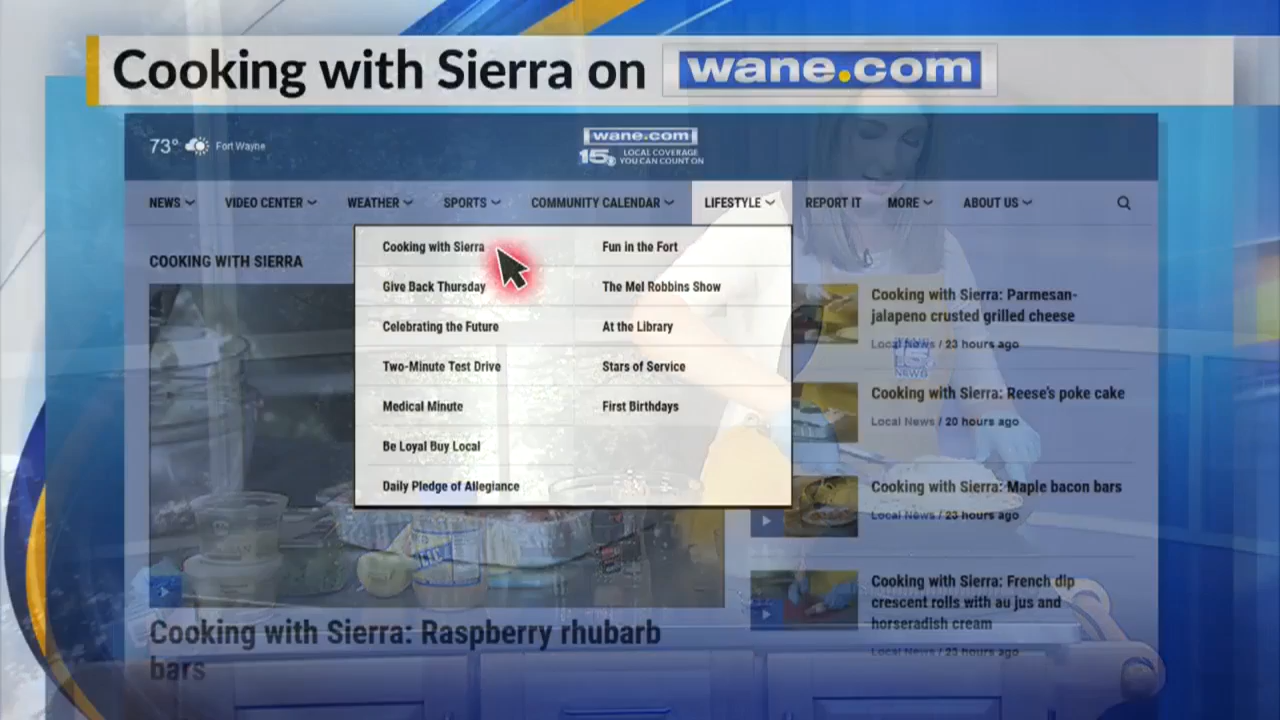 Cooking with Sierra on wane.com
73° Fort Wayne
wane.com
15 LOCAL COVERAGE
YOU CAN COUNT ON
NEWS VIDEO CENTER WEATHER SPORTS COMMUNITY CALENDAR LIFESTYLE REPORT IT MORE ABOUT US
COOKING WITH SIERRA
Cooking with Sierra
Give Back Thursday
Celebrating the Future
Two-Minute Test Drive
Medical Minute
Be Loyal Buy Local
Daily Pledge of Allegiance
Fun in the Fort
The Mel Robbins Show
At the Library
Stars of Service
First Birthdays
Cooking with Sierra: Parmesan-
jalapeno crusted grilled cheese
Local News / 23 hours ago
15
NEWS
Cooking with Sierra: Reese's poke cake
Local News / 20 hours ago
Cooking with Sierra: Maple bacon bars
Local News / 23 hours ago
Cooking with Sierra: French dip
crescent rolls with au jus and
horseradish cream
Local News / 23 hours ago
Cooking with Sierra: Raspberry rhubarb
bars